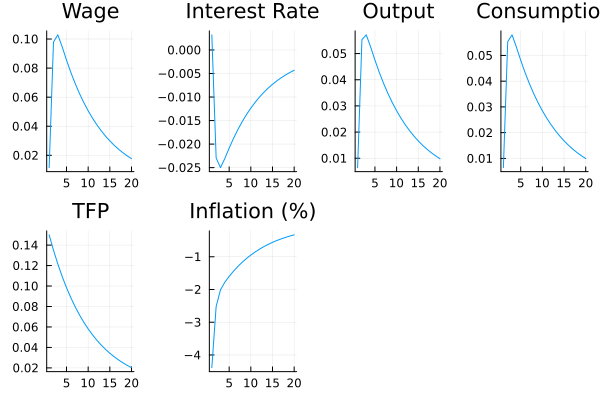 Wage
0.10
0.08
0.06
0.04
0.02
5 10 15 20
Interest Rate
0.000
−0.005
−0.010
−0.015
−0.020
−0.025
5 10 15 20
Output
0.05
0.04
0.03
0.02
0.01
5 10 15 20
Consumptio
0.05
0.04
0.03
0.02
0.01
5 10 15 20
TFP
0.14
0.12
0.10
0.08
0.06
0.04
0.02
5 10 15 20
Inflation (%)
−1
−2
−3
−4
5 10 15 20